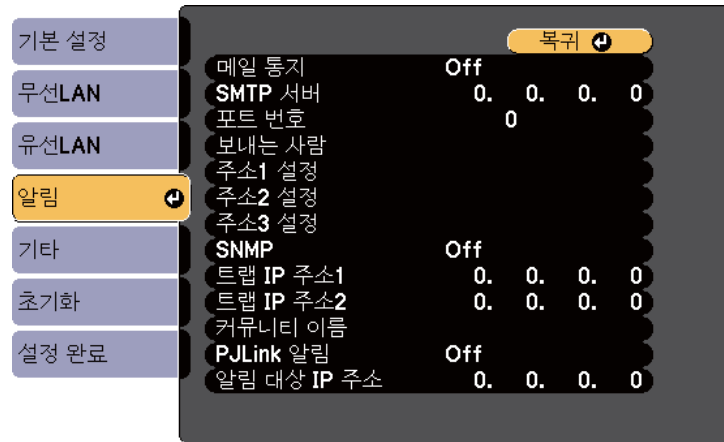 기본 설정
무선LAN
유선LAN
알림
기타
초기화
설정 완료
복귀
메일 통지 Off
SMTP 서버 0. 0. 0. 0
포트 번호 0
보내는 사람
주소1 설정
주소2 설정
주소3 설정
SNMP Off
트랩 IP 주소1 0. 0. 0. 0
트랩 IP 주소2 0. 0. 0. 0
커뮤니티 이름
PJLink 알림 Off
알림 대상 IP 주소 0. 0. 0. 0